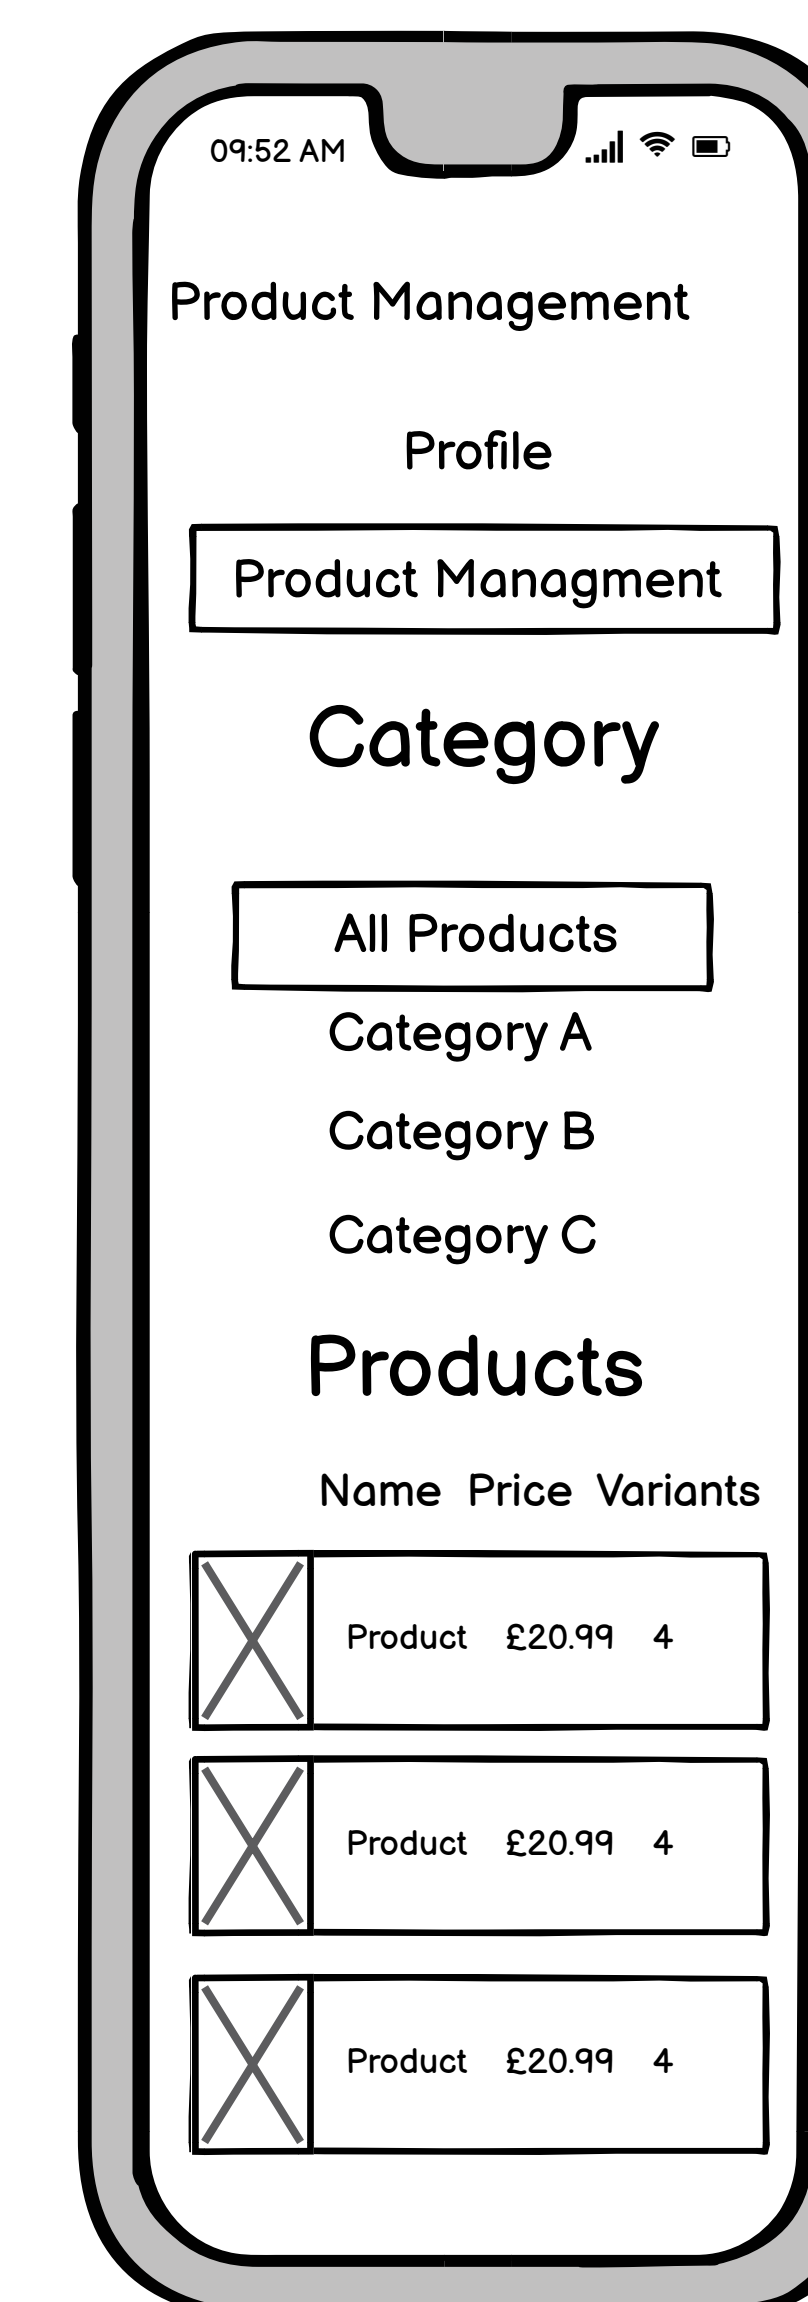 09:52 AM
Product Management
Profile
Product Managment
Category
All Products
Category A
Category B
Category C
Products
Name Price Variants
Product £20.99 4
Product £20.99 4
Product £20.99 4